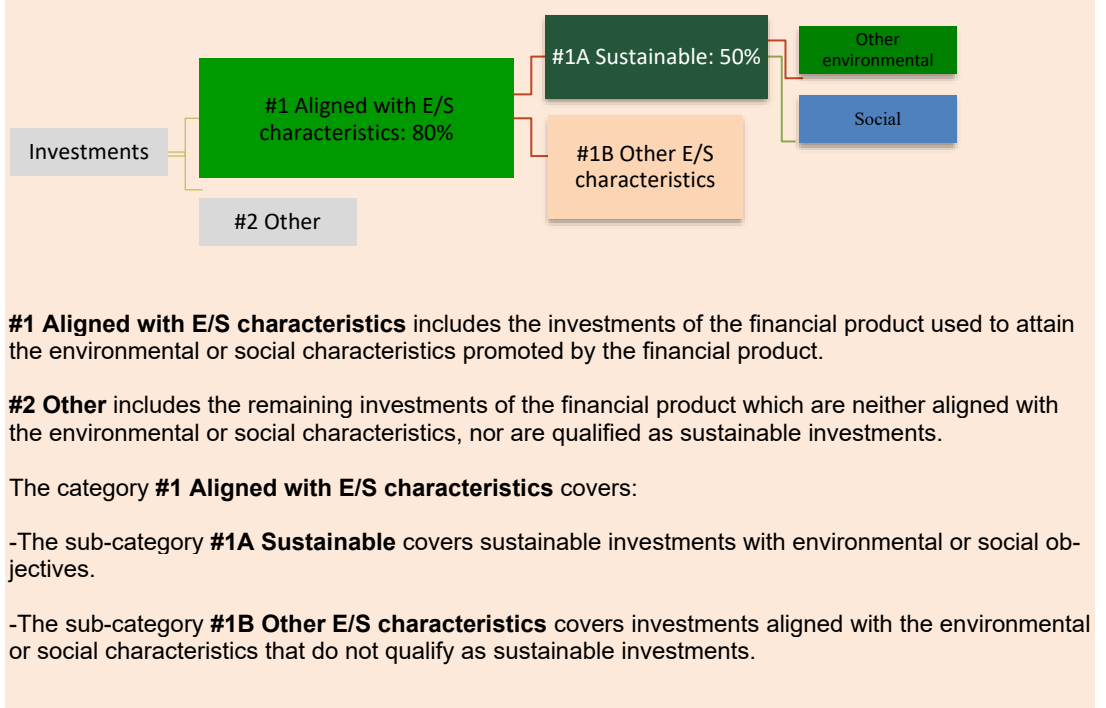 Investments
#1 Aligned with E/S
characteristics: 80%
#2 Other
#1A Sustainable: 50%
#1B Other E/S
characteristics
Other
environmental
Social
#1 Aligned with E/S characteristics includes the investments of the financial product used to attain
the environmental or social characteristics promoted by the financial product.
#2 Other includes the remaining investments of the financial product which are neither aligned with
the environmental or social characteristics, nor are qualified as sustainable investments.
The category #1 Aligned with E/S characteristics covers:
-The sub-category #1A Sustainable covers sustainable investments with environmental or social ob-
jectives.
-The sub-category #1B Other E/S characteristics covers investments aligned with the environmental
or social characteristics that do not qualify as sustainable investments.